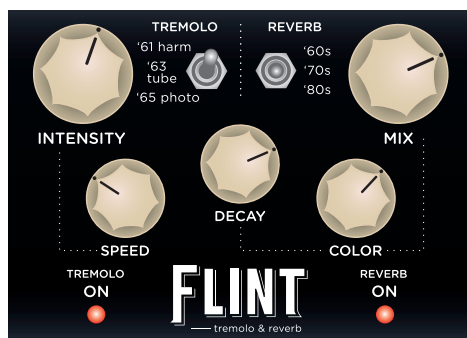 TREMOLO
REVERB
‘61 harm
‘63
tube
‘65 photo
‘60s
‘70s
‘80s
INTENSITY
MIX
DECAY
SPEED
COLOR
TREMOLO
ON
REVERB
ON
FLINT
tremolo & reverb